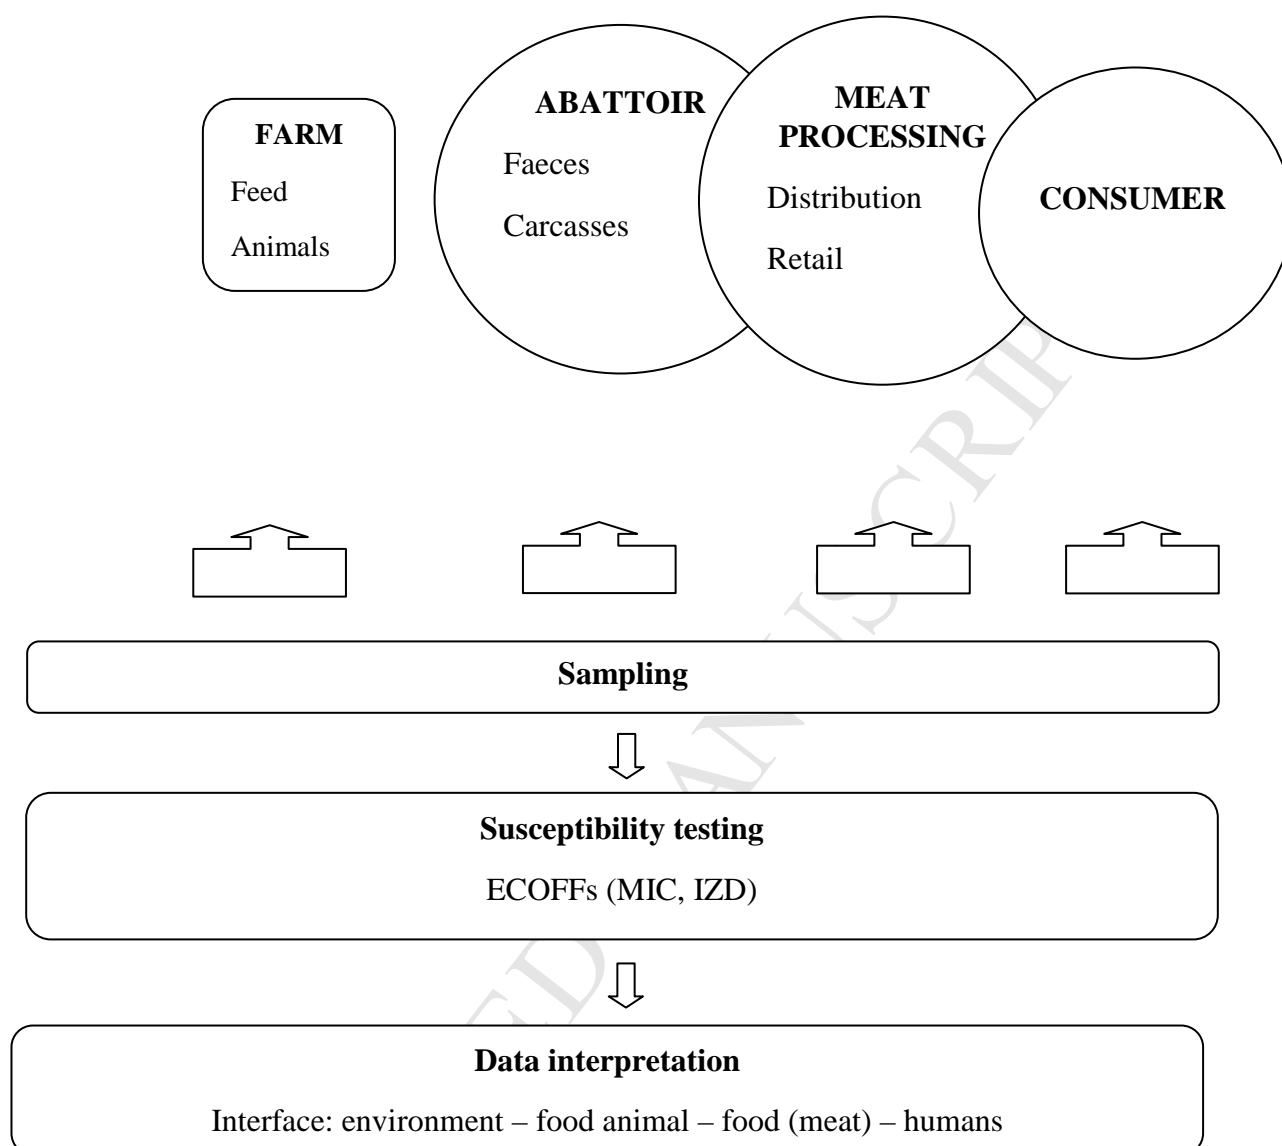 FARM
Feed
Animals
ABATTOIR
Faeces
Carcasses
MEAT
PROCESSING
Distribution
Retail
CONSUMER
Sampling
Susceptibility testing
ECOFFs (MIC, IZD)
Data interpretation
Interface: environment – food animal – food (meat) – humans